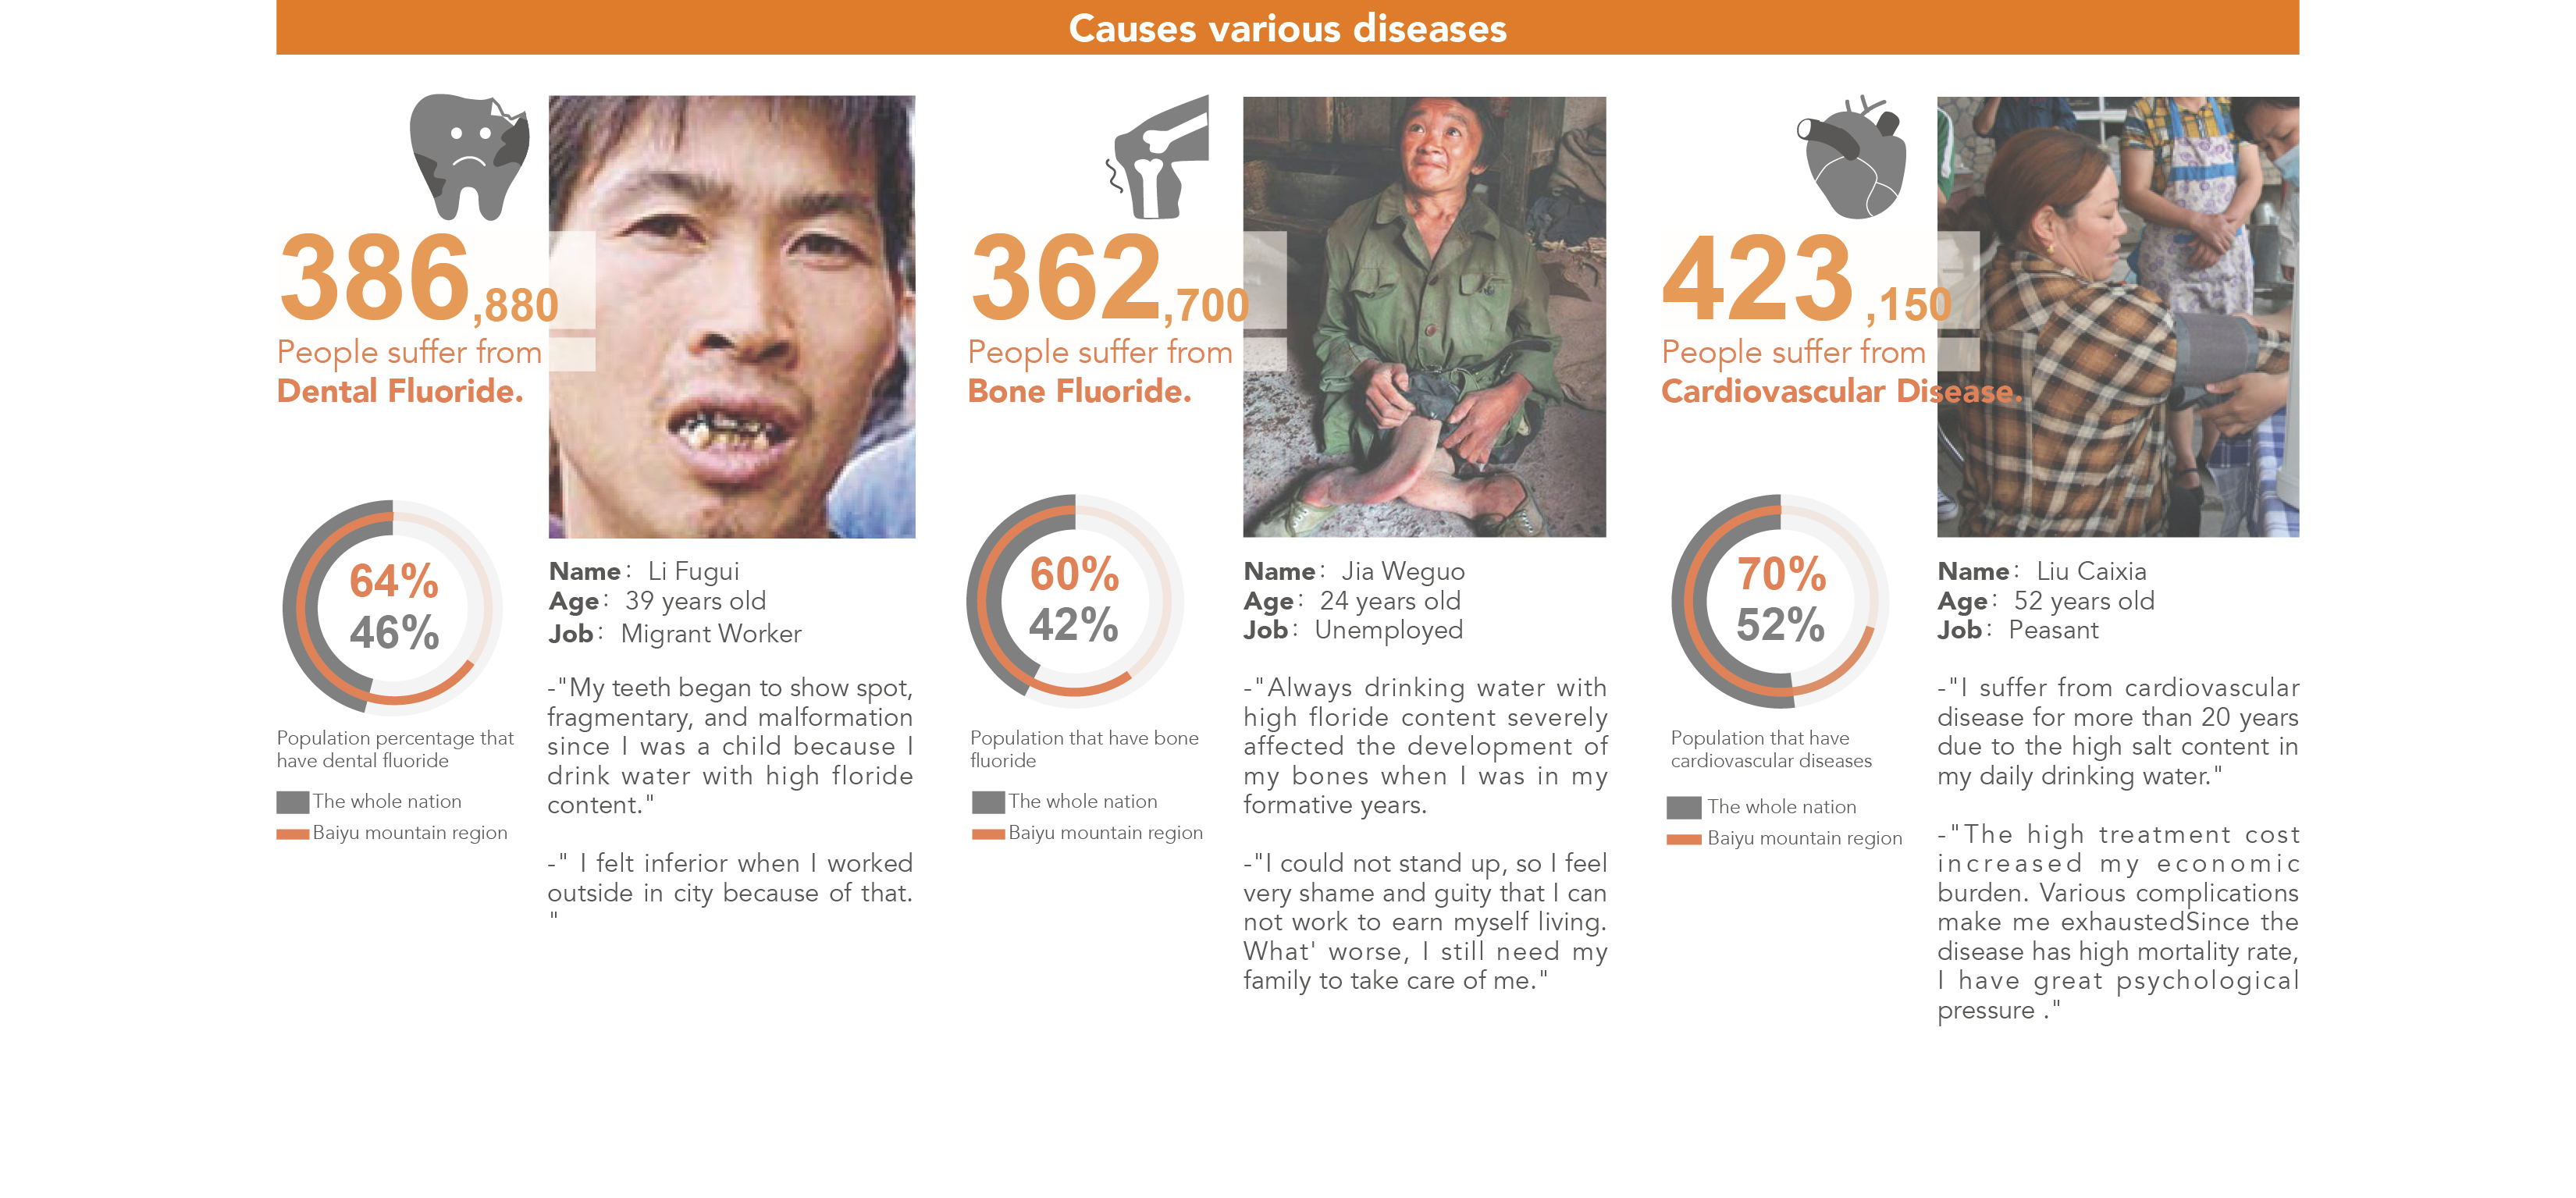 Causes various diseases
386,880
People suffer from
Dental Fluoride.
64%
46%
Population percentage that
have dental fluoride
The whole nation
Baiyu mountain region
Name： Li Fugui
Age： 39 years old
Job： Migrant Worker
-"My teeth began to show spot,
fragmentary, and malformation
since I was a child because I
drink water with high floride
content."
-" I felt inferior when I worked
outside in city because of that.
"
362,700
People suffer from
Bone Fluoride.
60%
42%
Population that have bone
fluoride
The whole nation
Baiyu mountain region
Name： Jia Weguo
Age： 24 years old
Job： Unemployed
-"Always drinking water with
high floride content severely
affected the development of
my bones when I was in my
formative years.
-"I could not stand up, so I feel
very shame and guity that I can
not work to earn myself living.
What' worse, I still need my
family to take care of me."
423,150
People suffer from
Cardiovascular Disease.
70%
52%
Population that have
cardiovascular diseases
The whole nation
Baiyu mountain region
Name： Liu Caixia
Age： 52 years old
Job： Peasant
-"I suffer from cardiovascular
disease for more than 20 years
due to the high salt content in
my daily drinking water."
-"The high treatment cost
increased my economic
burden. Various complications
make me exhaustedSince the
disease has high mortality rate,
I have great psychological
pressure ."